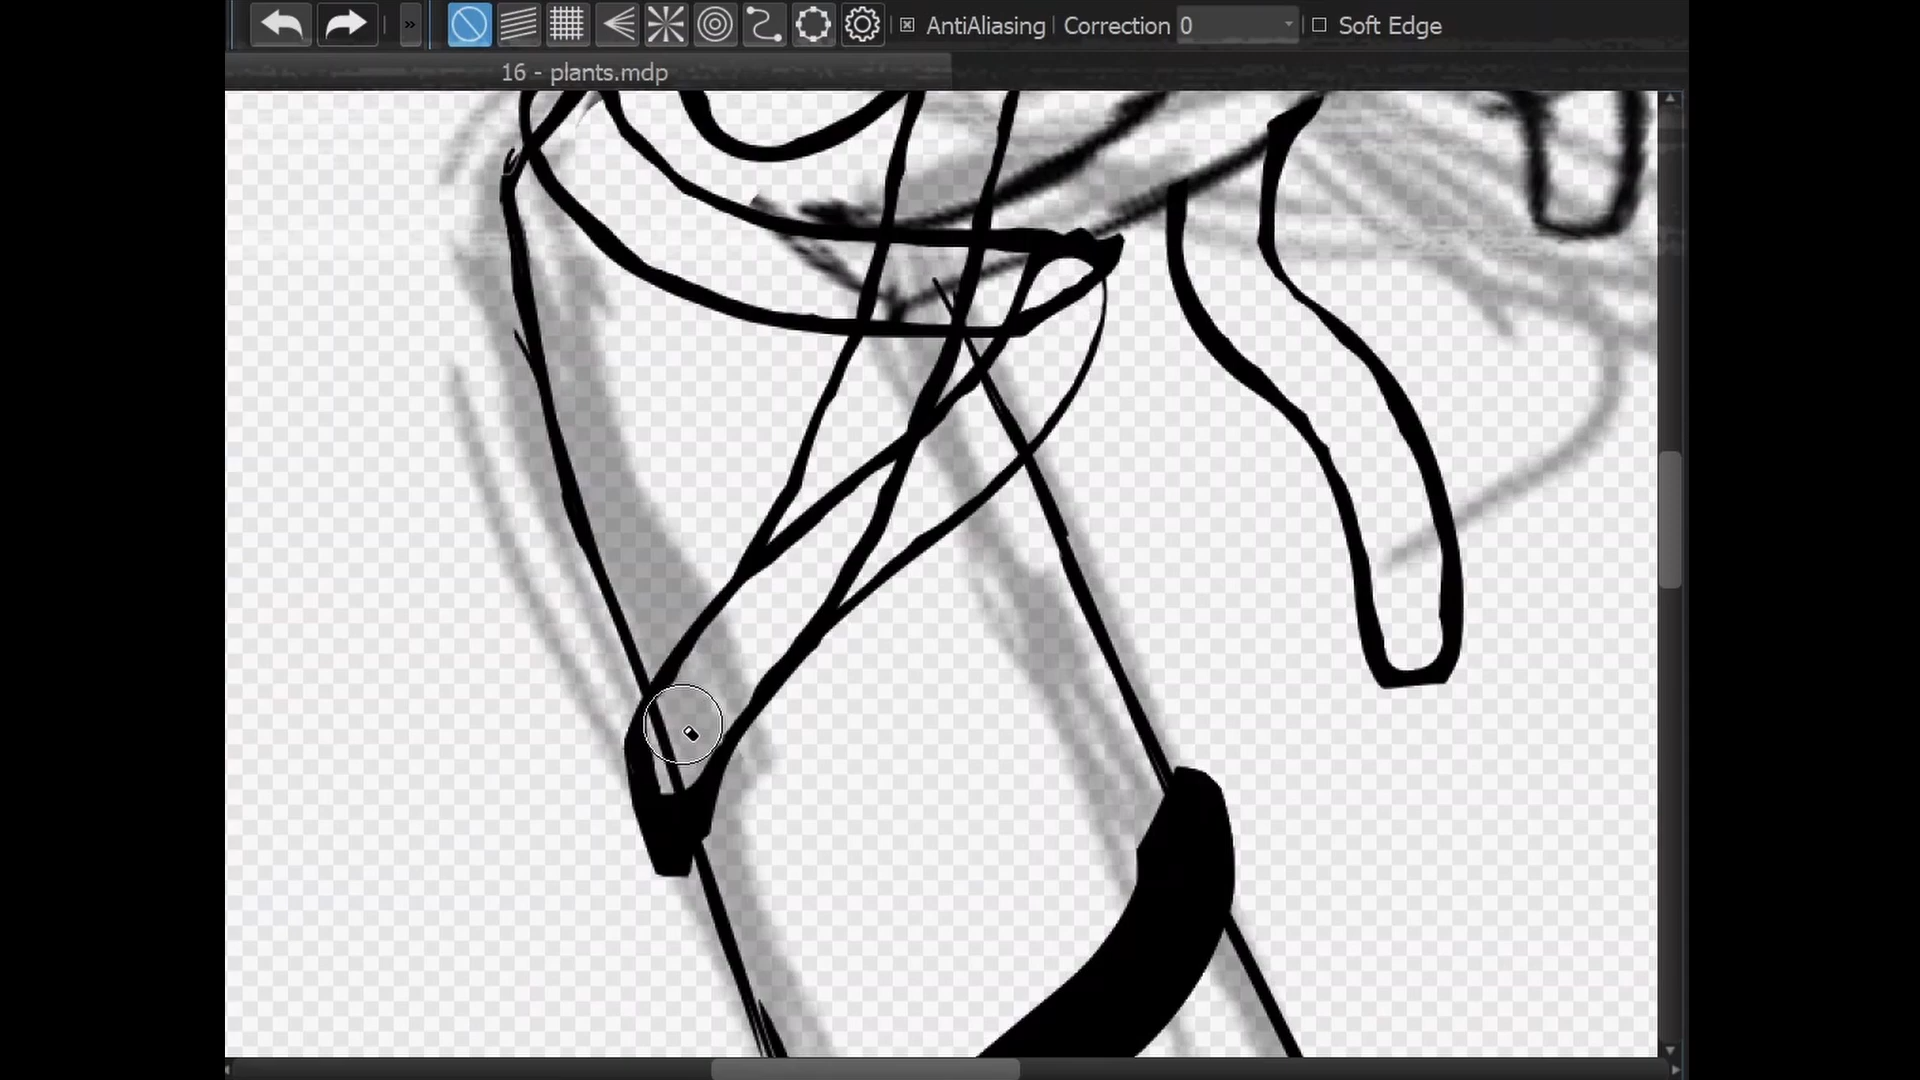 » AntiAliasing Correction 0 Soft Edge
16 - plants.mdp